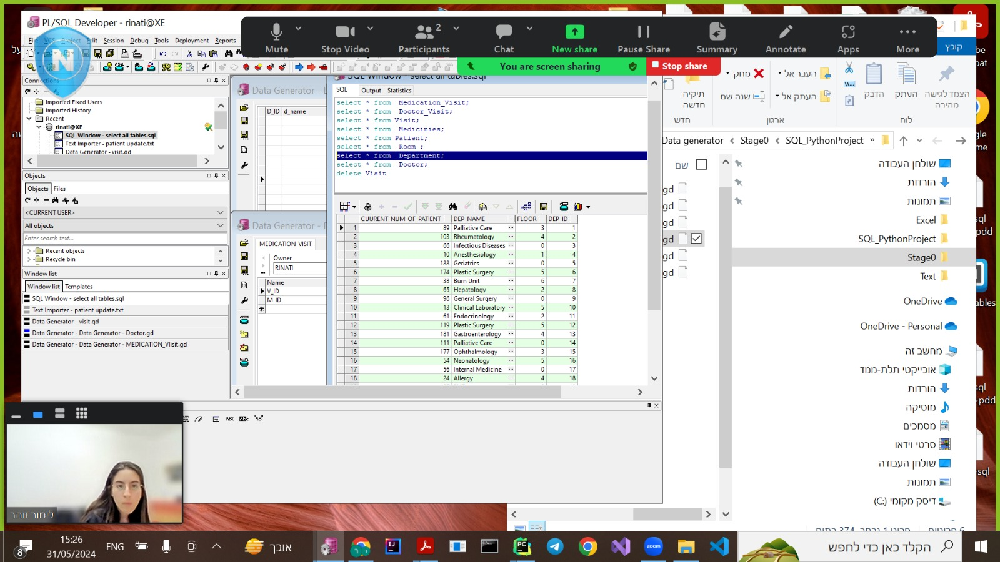 PL/SQL Developer - rinati@XE
File VCS Project Edit Session Debug Tools Deployment Reports
Mute
Stop Video
Participants 2
Chat
New share
Pause Share
Summary
Annotate
Apps
More
You are screen sharing
Stop share
Connections
Imported Fixed Users
Imported History
Recent
rinati@XE
SQL Window - select all tables.sql
Text Importer - patient update.txt
Data Generator - visit.gd
Objects
Objects Files
<CURRENT USER>
All objects
Enter search text...
Recent objects
Recycle bin
Window list
Window list Templates
SQL Window - select all tables.sql
Text Importer - patient update.txt
Data Generator - visit.gd
Data Generator - Data Generator - Doctor.gd
Data Generator - Data Generator - MEDICATION_VIisit.gd
Data Generator - D
D_ID d_name
Data Generator - D
MEDICATION_VISIT
Owner
RINATI
Name
V_ID
M_ID
SQL Window - select all tables.sql
SQL Output Statistics
select * from Medication_Visit;
select * from Doctor_Visit;
select * from Visit;
select * from Medicinies;
select * from Patient;
select * from Room ;
select * from Department;
select * from Doctor;
delete Visit
CUURENT_NUM_OF_PATIENT DEP_NAME FLOOR DEP_ID
1 89 Palliative Care ... 3 1
2 103 Rheumatology ... 4 2
3 66 Infectious Diseases ... 0 3
4 10 Anesthesiology ... 1 4
5 188 Geriatrics ... 0 5
6 174 Plastic Surgery ... 5 6
7 38 Burn Unit ... 6 7
8 65 Hepatology ... 2 8
9 96 General Surgery ... 0 9
10 13 Clinical Laboratory ... 5 10
11 61 Endocrinology ... 2 11
12 119 Plastic Surgery ... 5 12
13 181 Gastroenterology ... 4 13
14 111 Palliative Care ... 0 14
15 177 Ophthalmology ... 3 15
16 54 Neonatology ... 5 16
17 56 Internal Medicine ... 0 17
18 24 Allergy ... 4 18
קובץ
הצמד לגישה מהירה
העתק
הדבק
לוח
העבר אל
העתק אל
מחק
שנה שם
ארגון
תיקיה חדשה
חדש
Data generator < Stage0 < SQL_PythonProject »
שם
gd
gd
gd
gd
gd
gd
שולחן העבודה
הורדות
תמונות
Excel
SQL_PythonProject
Stage0
Text
OneDrive
OneDrive - Personal
מחשב זה
אובייקטי תלת-ממד
הורדות
מוסיקה
מסמכים
סרטי וידאו
שולחן העבודה
תמונות
דיסק מקומי (C:)
לימור זוהר
15:26
31/05/2024
ENG
8
אובך
zoom
הקלד כאן כדי לחפש